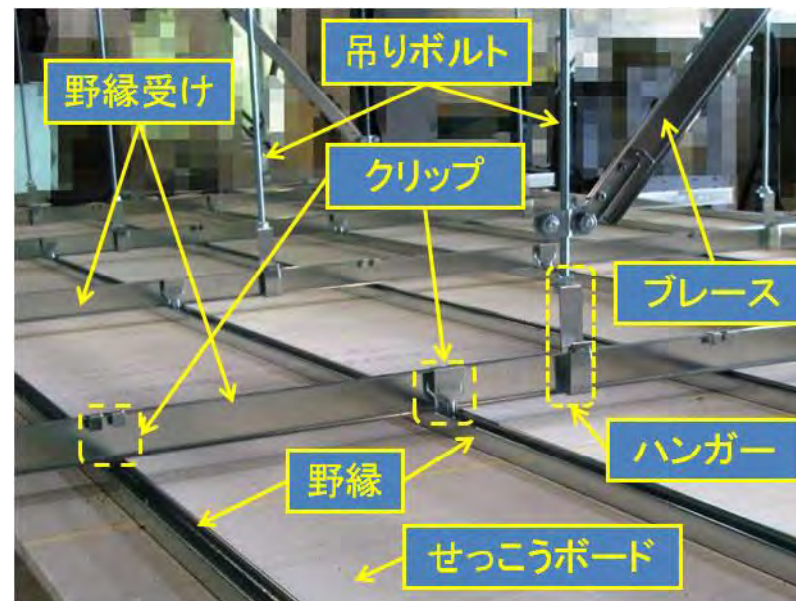 吊りボルト
野縁受け
クリップ
ブレース
ハンガー
野縁
せっこうボード